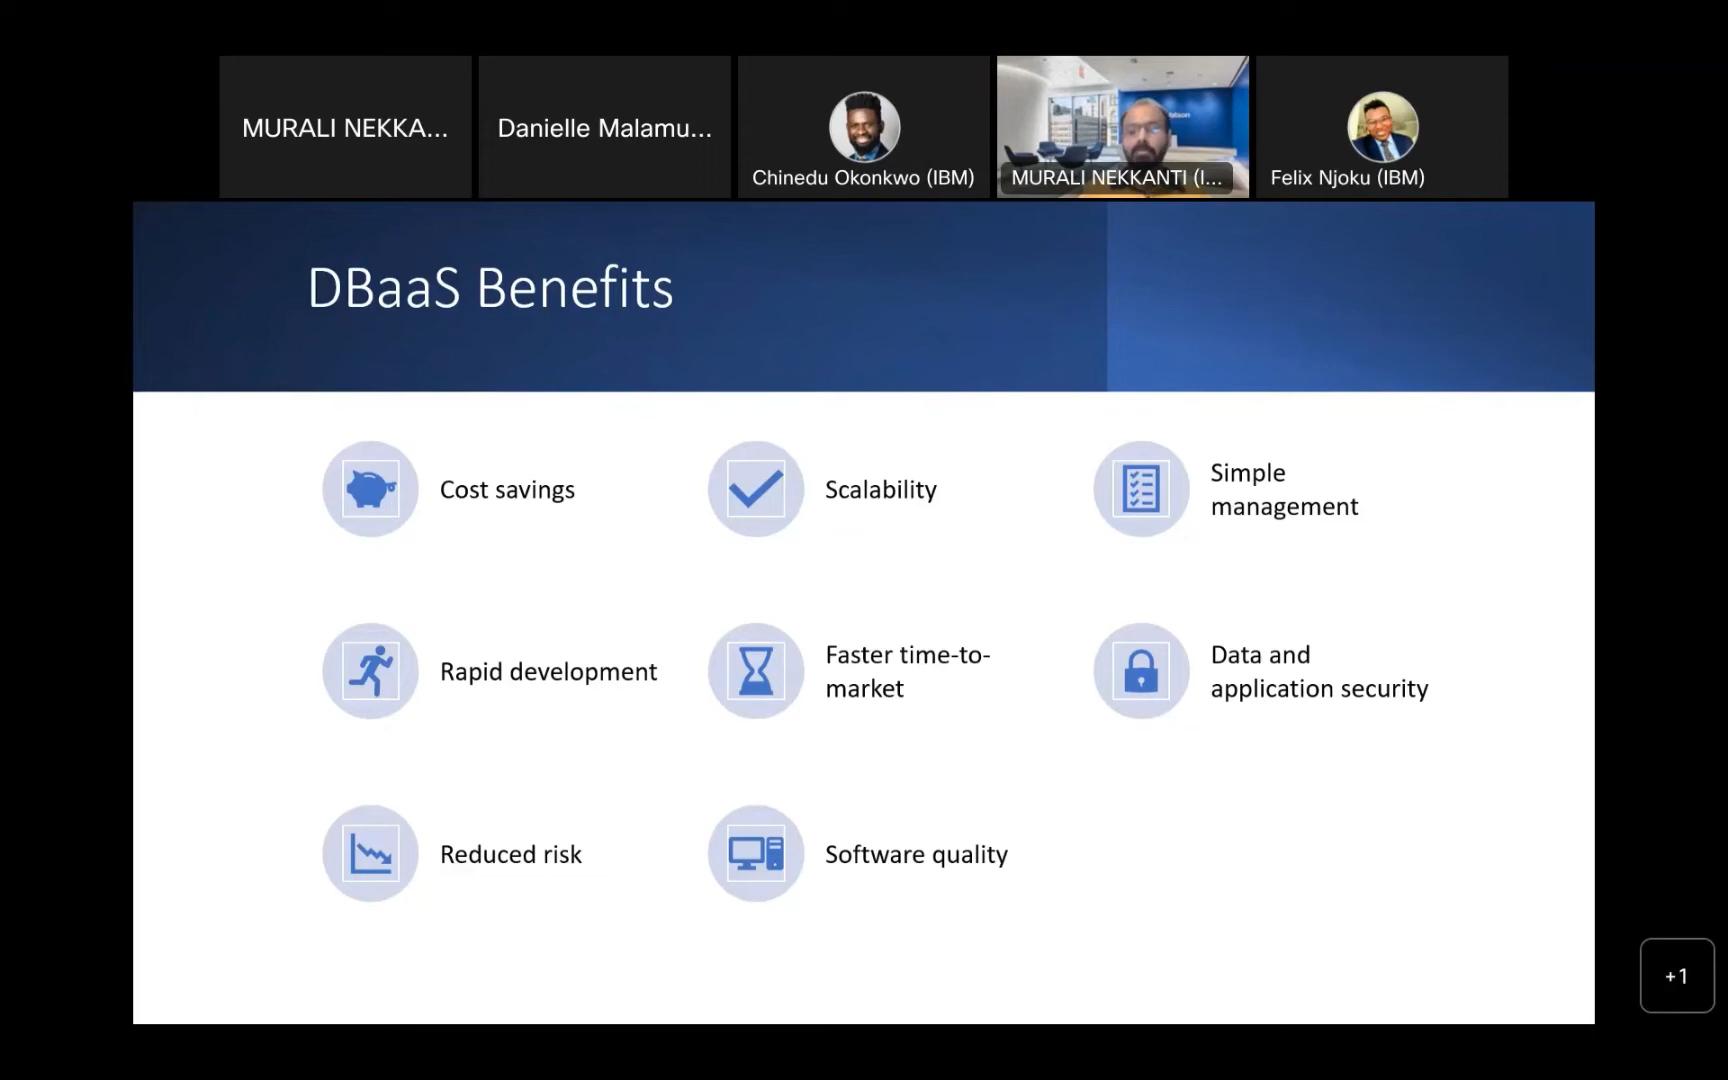 MURALI NEKKA...
Danielle Malamu...
Chinedu Okonkwo (IBM)
MURALI NEKKANTI (I...
Felix Njoku (IBM)
DBaaS Benefits
Cost savings
Scalability
Simple
management
Rapid development
Faster time-to-
market
Data and
application security
Reduced risk
Software quality
+1